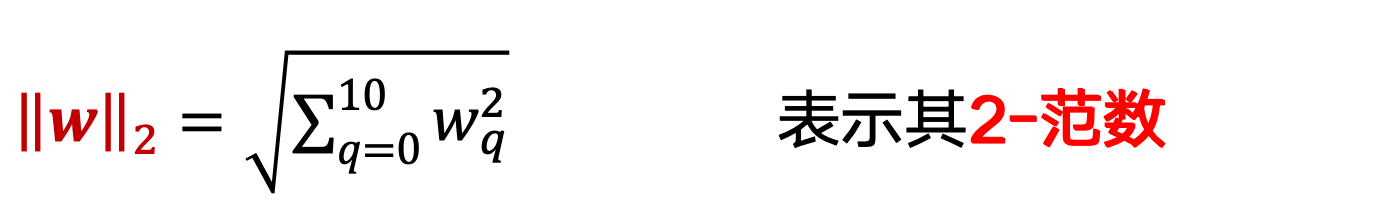 ‖w‖₂ = √(∑_{q=0}^{10} w_q^2) 表示其2-范数